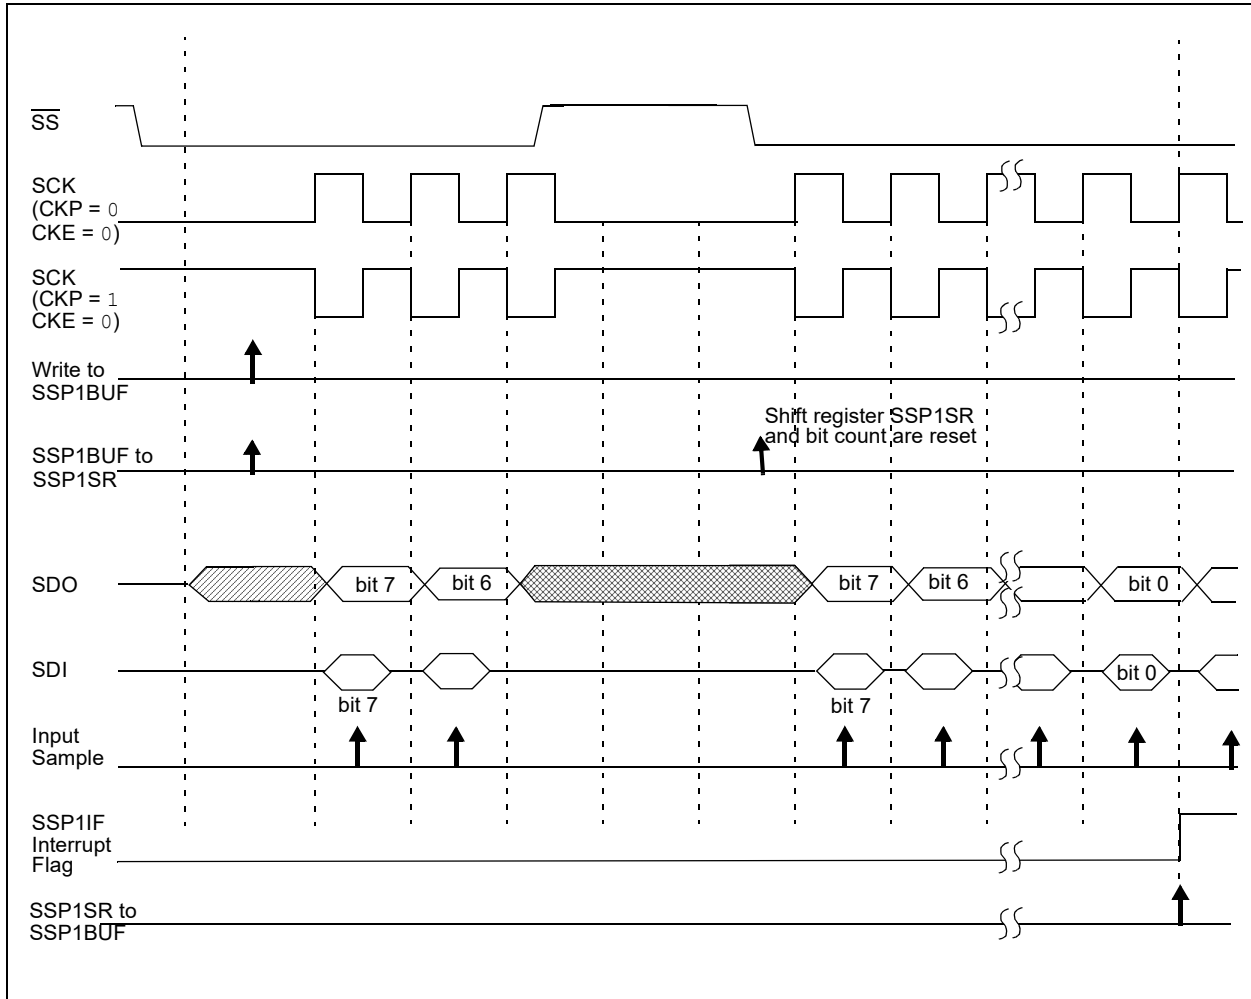 SS
SCK
(CKP = 0
CKE = 0)
SCK
(CKP = 1
CKE = 0)
Write to
SSP1BUF
Shift register SSP1SR
and bit count are reset
SSP1BUF to
SSP1SR
SDO
bit 7
bit 6
bit 7
bit 6
bit 0
SDI
bit 0
bit 7
bit 7
Input
Sample
SSP1IF
Interrupt
Flag
SSP1SR to
SSP1BUF